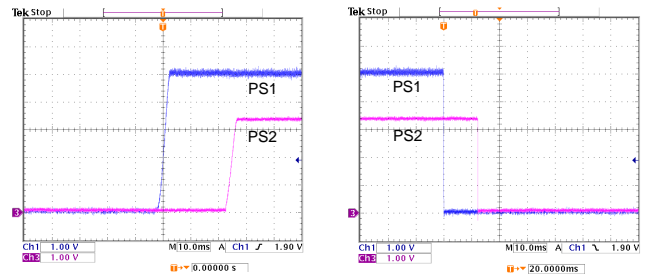 Tek Stop
T
T
PS1
PS2
3
Ch1 1.00 V M 10.0ms A Ch1 1.90 V
Ch3 1.00 V
T 0.00000 s
Tek Stop
T
T
PS1
PS2
3
Ch1 1.00 V M 10.0ms A Ch1 1.90 V
Ch3 1.00 V
T 20.0000ms